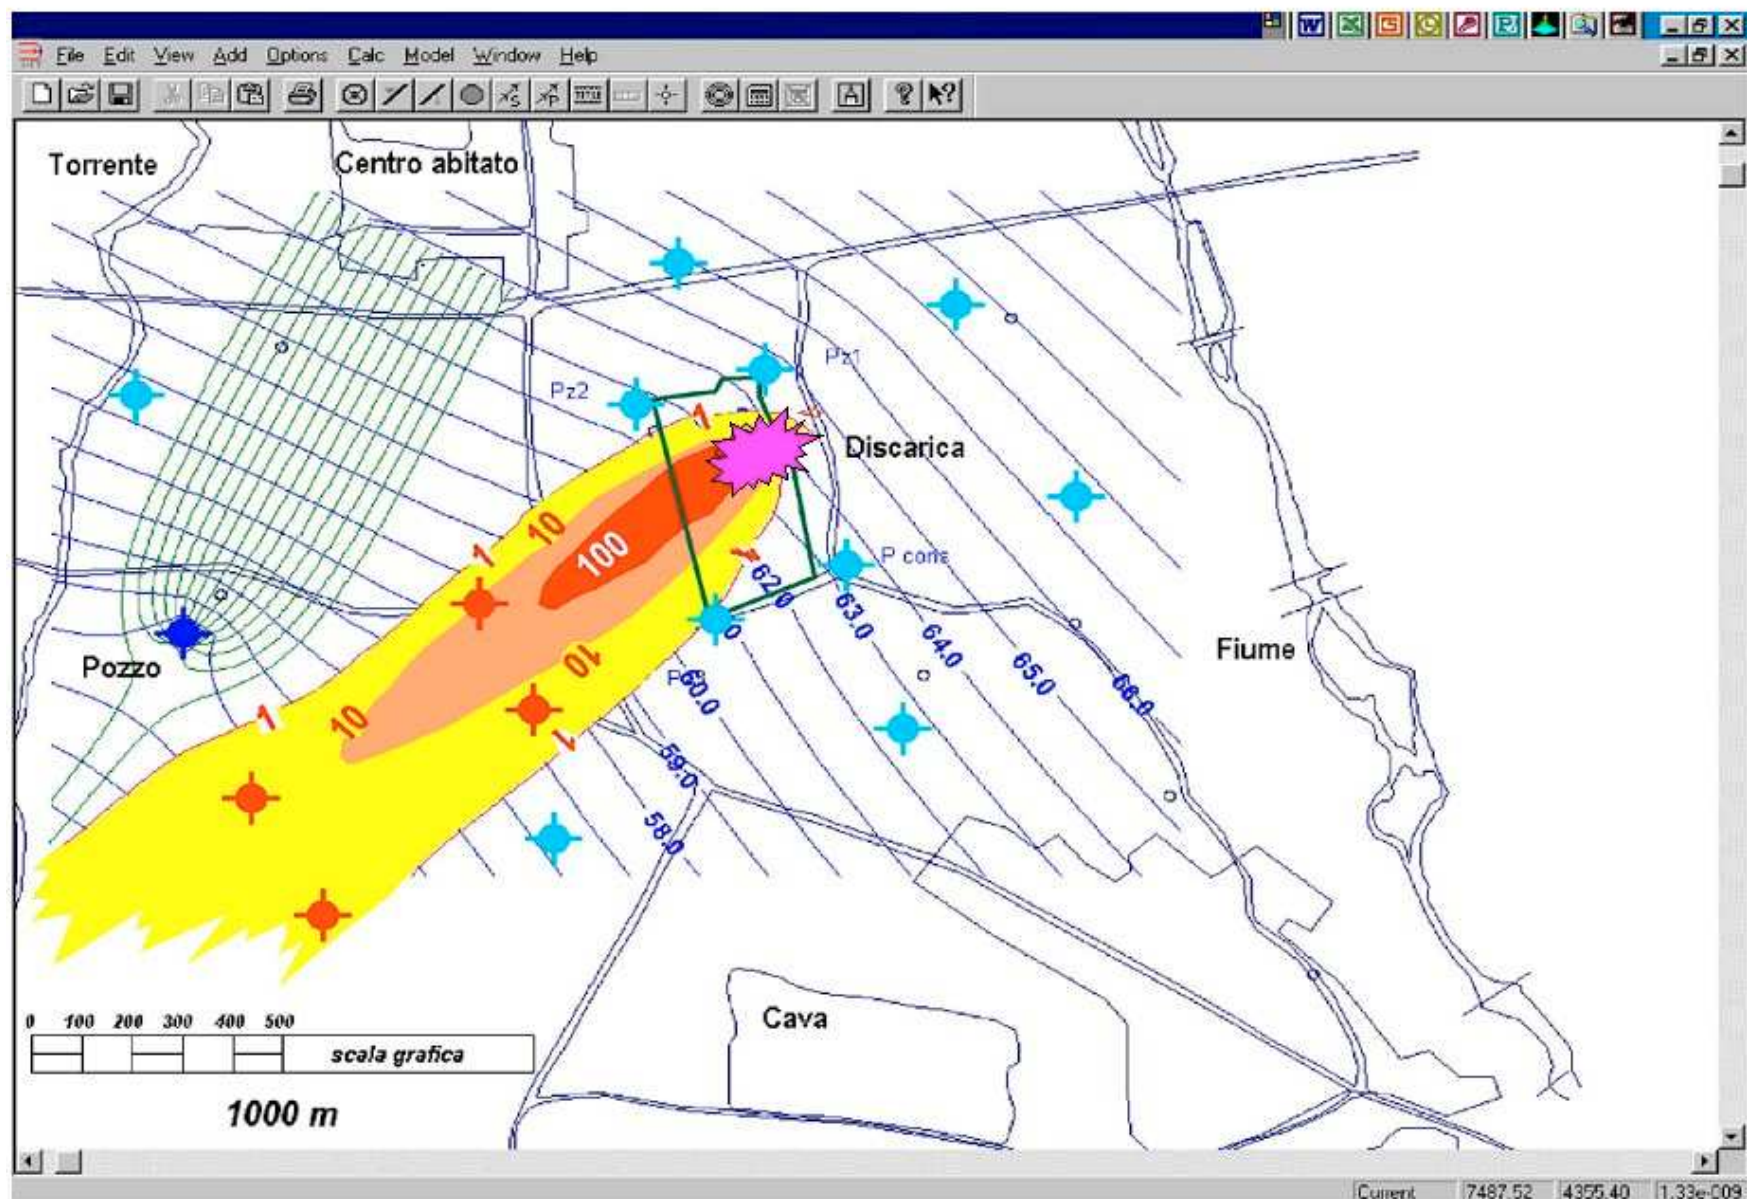 File Edit View Add Options Calc Model Window Help
Torrente
Centro abitato
Pz1
Pz2
1
Discarica
10
1
100
P cons
62.0
63.0
64.0
65.0
66.0
Fiume
10
60.0
Pozzo
1
10
1
59.0
58.0
Cava
0 100 200 300 400 500
scala grafica
1000 m
Current 7487.52 4355.40 1.33e-009